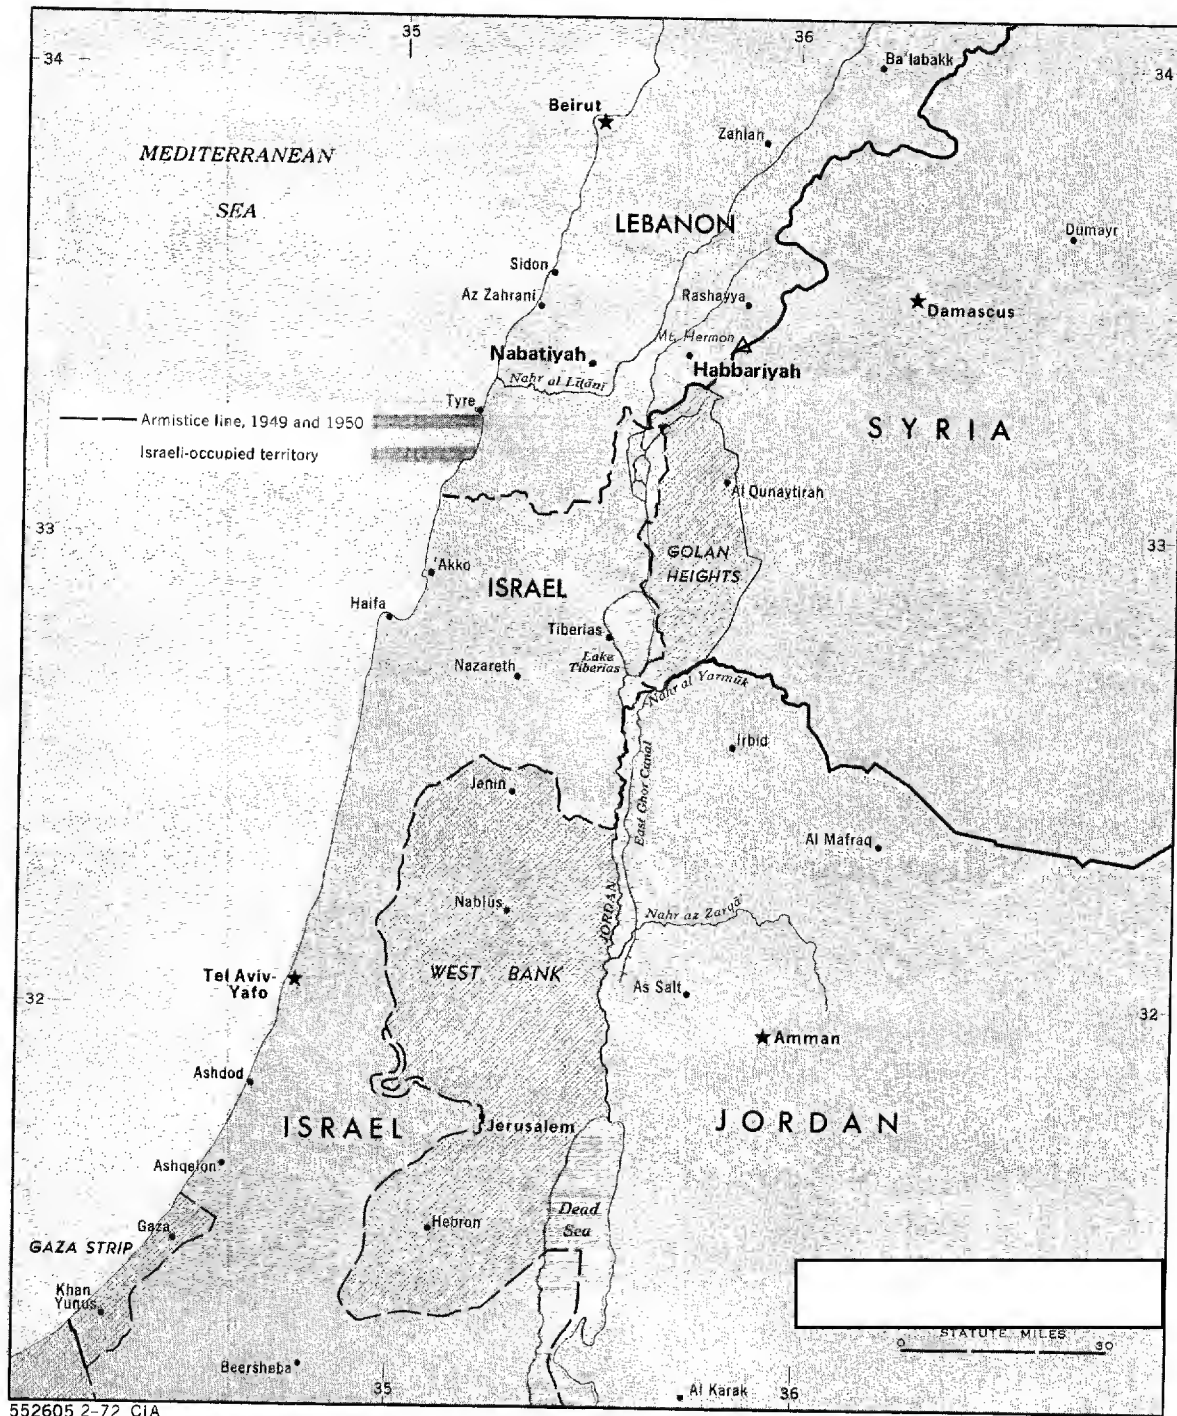 35
36
34
34
Ba'labakk
Beirut
Zahlah
MEDITERRANEAN
SEA
LEBANON
Dumayr
Sidon
Az Zahrani
Rashayya
Damascus
Mt. Hermon
Nabatiyah
Habbariyah
Nahr al Līṭānī
Tyre
Armistice line, 1949 and 1950
SYRIA
Israeli-occupied territory
Al Qunaytirah
33
33
GOLAN
HEIGHTS
'Akko
ISRAEL
Haifa
Tiberias
Lake
Tiberias
Nazareth
Nahr al Yarmūk
Irbid
East Ghor Canal
Janin
Al Mafraq
Nablus
JORDAN
Nahr az Zarqā
WEST BANK
Tel Aviv-
Yafo
As Salt
32
32
Amman
Ashdod
ISRAEL
Jerusalem
JORDAN
Ashqelon
Dead
Sea
Hebron
Gaza
GAZA STRIP
Khan
Yunus
STATUTE MILES
0 30
Beersheba
35
36
Al Karak
552605 2-72 CIA